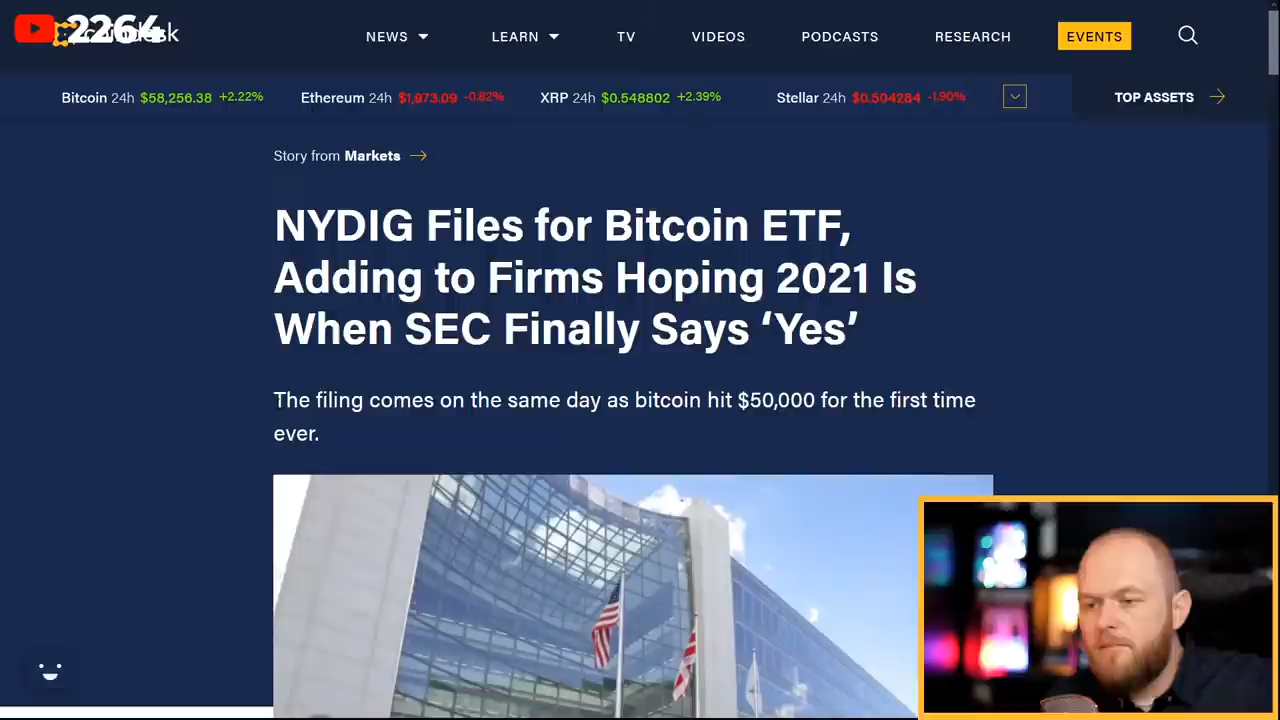 2264
desk
NEWS LEARN TV VIDEOS PODCASTS RESEARCH EVENTS
Bitcoin 24h $58,256.38 +2.22% Ethereum 24h $1,973.09 -0.82% XRP 24h $0.548802 +2.39% Stellar 24h $0.504284 -1.90% TOP ASSETS
Story from Markets
NYDIG Files for Bitcoin ETF,
Adding to Firms Hoping 2021 Is
When SEC Finally Says ‘Yes’
The filing comes on the same day as bitcoin hit $50,000 for the first time
ever.